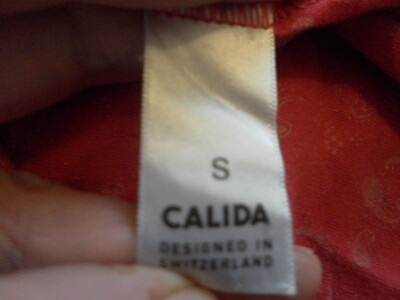 S
CALIDA
DESIGNED IN
SWITZERLAND